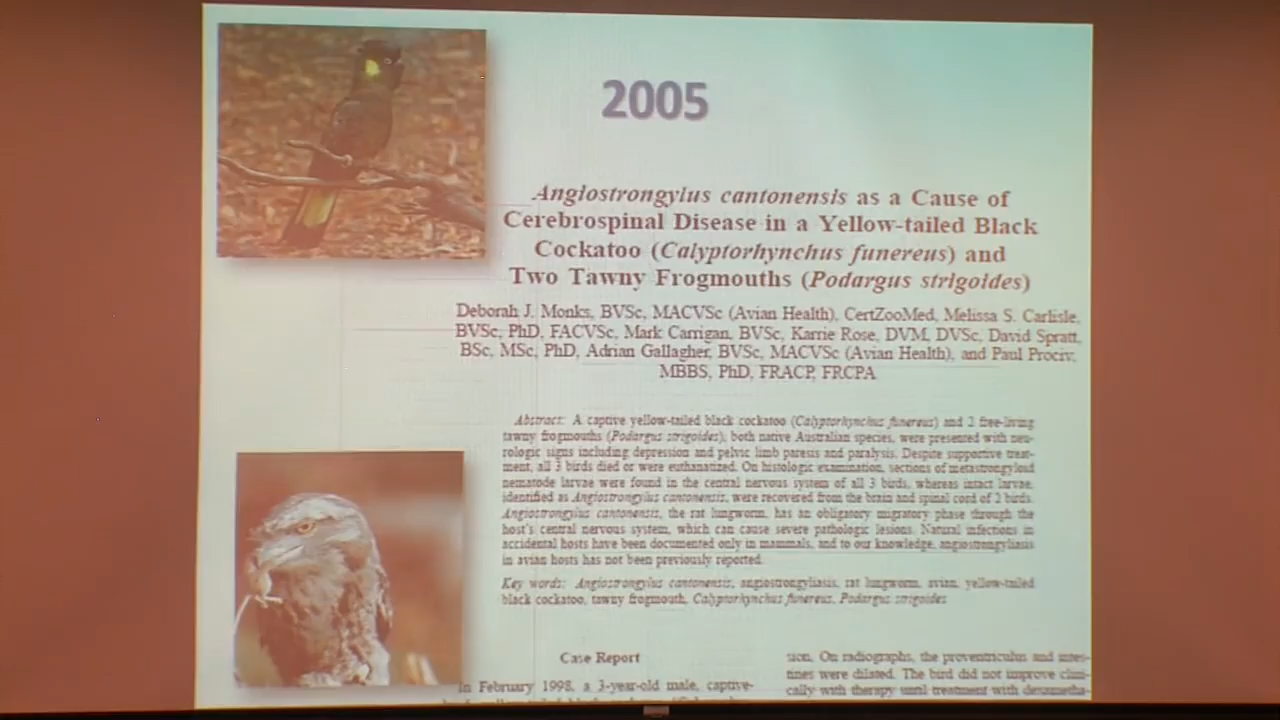 2005
Angiostrongylus cantonensis as a Cause of
Cerebrospinal Disease in a Yellow-tailed Black
Cockatoo (Calyptorhynchus funereus) and
Two Tawny Frogmouths (Podargus strigoides)
Deborah J. Monks, BVSc, MACVSc (Avian Health), CertZooMed, Melissa S. Carlisle,
BVSc, PhD, FACVSc, Mark Carrigan, BVSc, Karrie Rose, DVM, DVSc, David Spratt,
BSc, MSc, PhD, Adrian Gallagher, BVSc, MACVSc (Avian Health), and Paul Prociv,
MBBS, PhD, FRACP, FRCPA
Abstract: A captive yellow-tailed black cockatoo (Calyptorhynchus funereus) and 2 free-living
tawny frogmouths (Podargus strigoides), both native Australian species, were presented with neu-
rologic signs including depression and pelvic limb paresis and paralysis. Despite supportive treat-
ment, all 3 birds died or were euthanatized. On histologic examination, sections of metastrongyloid
nematode larvae were found in the central nervous system of all 3 birds, whereas intact larvae,
identified as Angiostrongylus cantonensis, were recovered from the brain and spinal cord of 2 birds.
Angiostrongylus cantonensis, the rat lungworm, has an obligatory migratory phase through the
host's central nervous system, which can cause severe pathologic lesions. Natural infections in
accidental hosts have been documented only in mammals, and to our knowledge, angiostrongyliasis
in avian hosts has not been previously reported.
Key words: Angiostrongylus cantonensis, angiostrongyliasis, rat lungworm, avian, yellow-tailed
black cockatoo, tawny frogmouth, Calyptorhynchus funereus, Podargus strigoides
Case Report
In February 1998, a 3-year-old male, captive-
sion. On radiographs, the proventriculus and intes-
tines were dilated. The bird did not improve clini-
cally with therapy until treatment with dexametha-